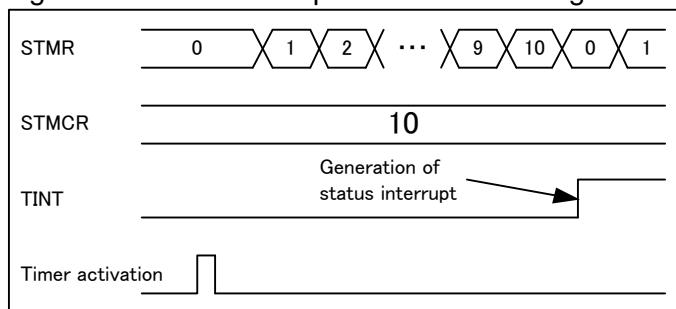 STMR 0 1 2 ··· 9 10 0 1
STMCR 10
Generation of
status interrupt
TINT
Timer activation